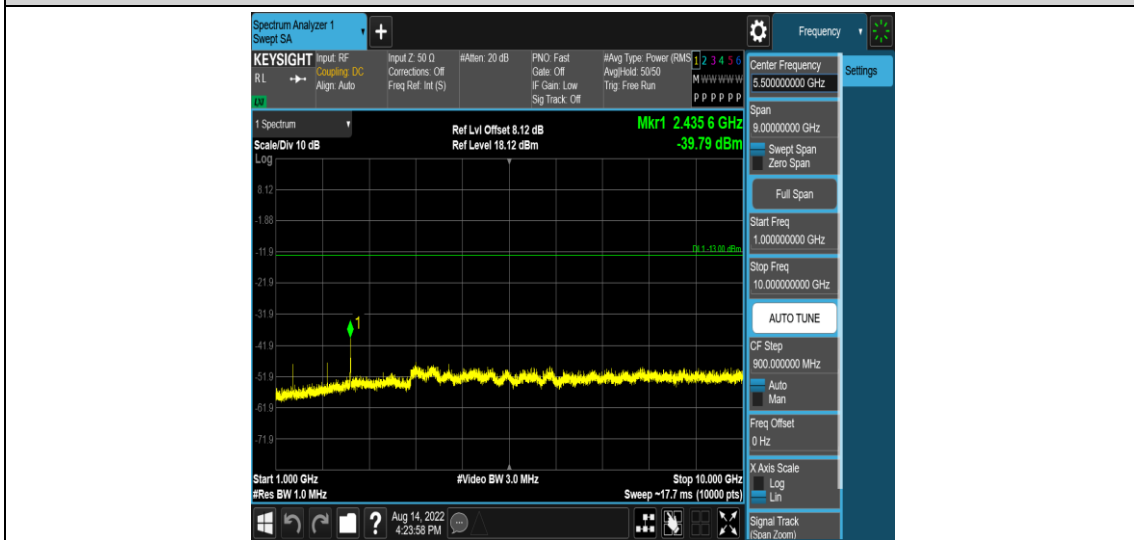 Spectrum Analyzer 1
Swept SA
+
Frequency
KEYSIGHT
RL
LXI
Input: RF
Coupling: DC
Align: Auto
Input Z: 50 Ω
Corrections: Off
Freq Ref: Int (S)
#Atten: 20 dB
PNO: Fast
Gate: Off
IF Gain: Low
Sig Track: Off
#Avg Type: Power (RMS
Avg|Hold: 50/50
Trig: Free Run
1 2 3 4 5 6
M W W W W W
P P P P P P
1 Spectrum
Scale/Div 10 dB
Ref Lvl Offset 8.12 dB
Ref Level 18.12 dBm
Mkr1 2.435 6 GHz
-39.79 dBm
Log
8.12
-1.88
-11.9
-21.9
-31.9
-41.9
-51.9
-61.9
-71.9
DL1 -13.00 dBm
1
Start 1.000 GHz
#Res BW 1.0 MHz
#Video BW 3.0 MHz
Stop 10.000 GHz
Sweep ~17.7 ms (10000 pts)
?
Aug 14, 2022
4:23:58 PM
Center Frequency
5.500000000 GHz
Settings
Span
9.00000000 GHz
Swept Span
Zero Span
Full Span
Start Freq
1.000000000 GHz
Stop Freq
10.000000000 GHz
AUTO TUNE
CF Step
900.000000 MHz
Auto
Man
Freq Offset
0 Hz
X Axis Scale
Log
Lin
Signal Track
(Span Zoom)